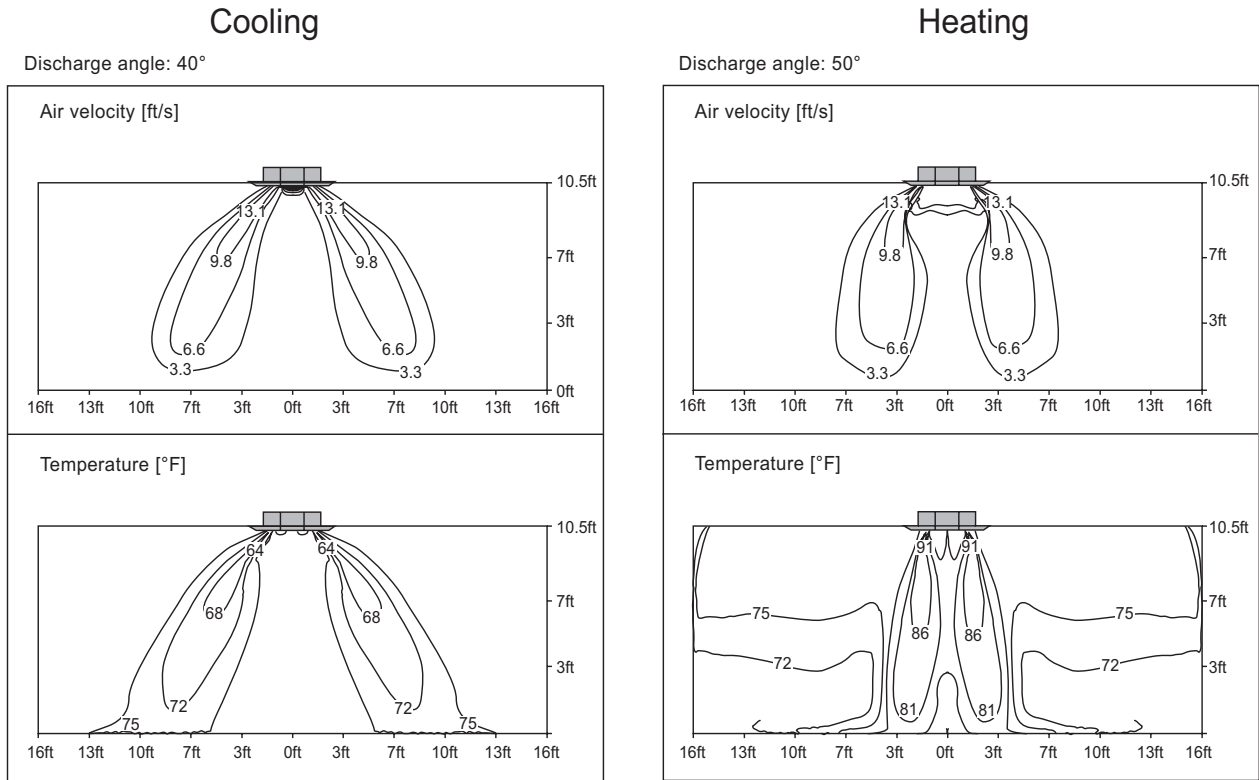 Cooling
Discharge angle: 40°
Air velocity [ft/s]
10.5ft
13.1 13.1
7ft
9.8 9.8
3ft
6.6 6.6
3.3 3.3
0ft
16ft 13ft 10ft 7ft 3ft 0ft 3ft 7ft 10ft 13ft 16ft
Temperature [°F]
10.5ft
64 64
7ft
68 68
3ft
72 72
75 75
16ft 13ft 10ft 7ft 3ft 0ft 3ft 7ft 10ft 13ft 16ft
Heating
Discharge angle: 50°
Air velocity [ft/s]
10.5ft
13.1 13.1
7ft
9.8 9.8
3ft
6.6 6.6
3.3 3.3
16ft 13ft 10ft 7ft 3ft 0ft 3ft 7ft 10ft 13ft 16ft
Temperature [°F]
10.5ft
91 91
7ft
75 75
86 86
72 72
3ft
81 81
16ft 13ft 10ft 7ft 3ft 0ft 3ft 7ft 10ft 13ft 16ft